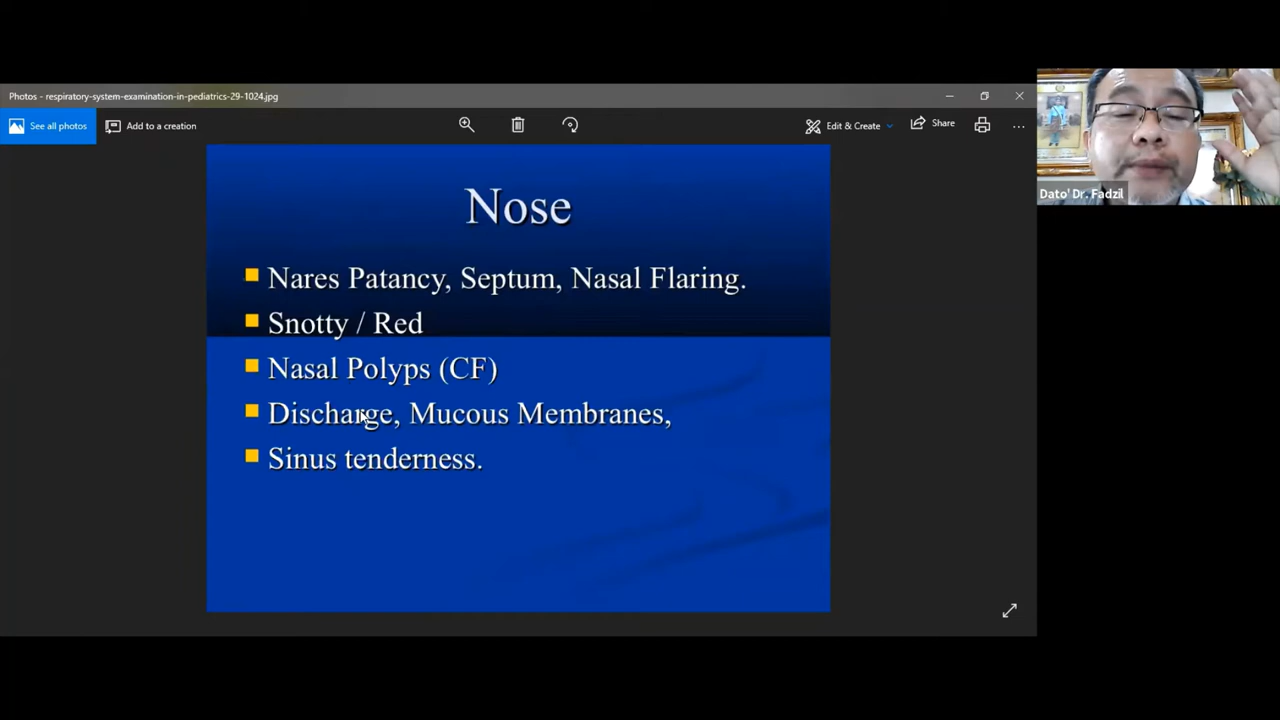 Photos - respiratory-system-examination-in-pediatrics-29-1024.jpg
See all photos
Add to a creation
Edit & Create
Share
Nose
Nares Patancy, Septum, Nasal Flaring.
Snotty / Red
Nasal Polyps (CF)
Discharge, Mucous Membranes,
Sinus tenderness.
Dato' Dr. Fadzil